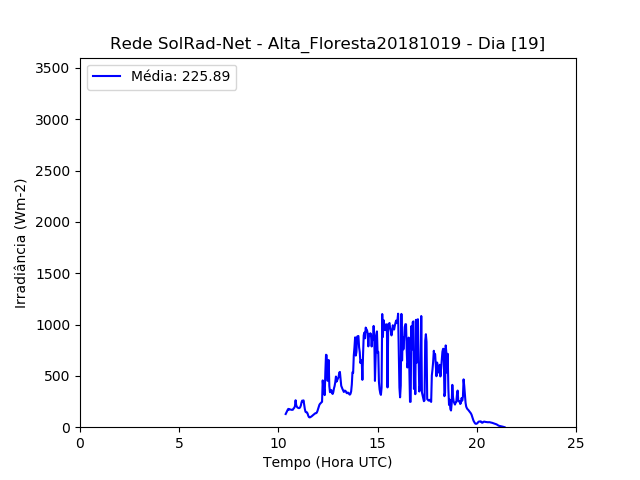 Rede SolRad-Net - Alta_Floresta20181019 - Dia [19]
Média: 225.89
3500
3000
2500
2000
1500
1000
500
0
Irradiância (Wm-2)
0 5 10 15 20 25
Tempo (Hora UTC)